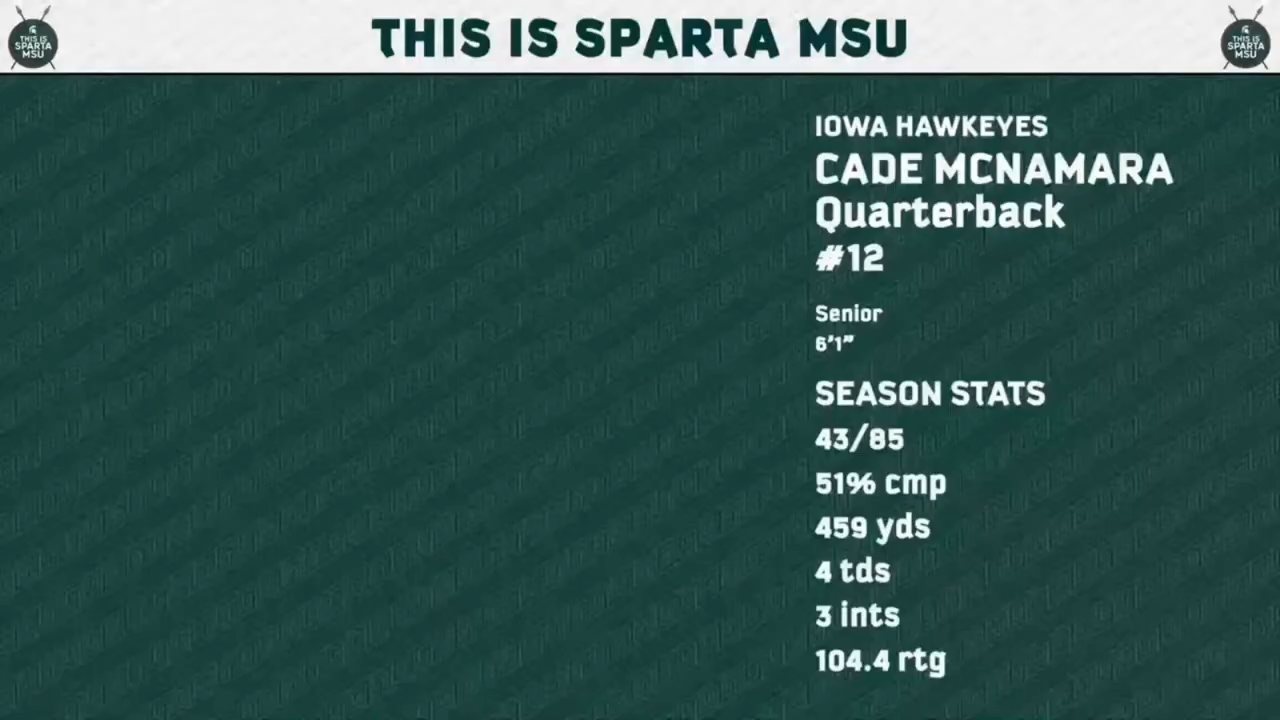 THIS IS SPARTA MSU
THIS IS
SPARTA
MSU
THIS IS
SPARTA
MSU
IOWA HAWKEYES
CADE MCNAMARA
Quarterback
#12
Senior
6'1"
SEASON STATS
43/85
51% cmp
459 yds
4 tds
3 ints
104.4 rtg